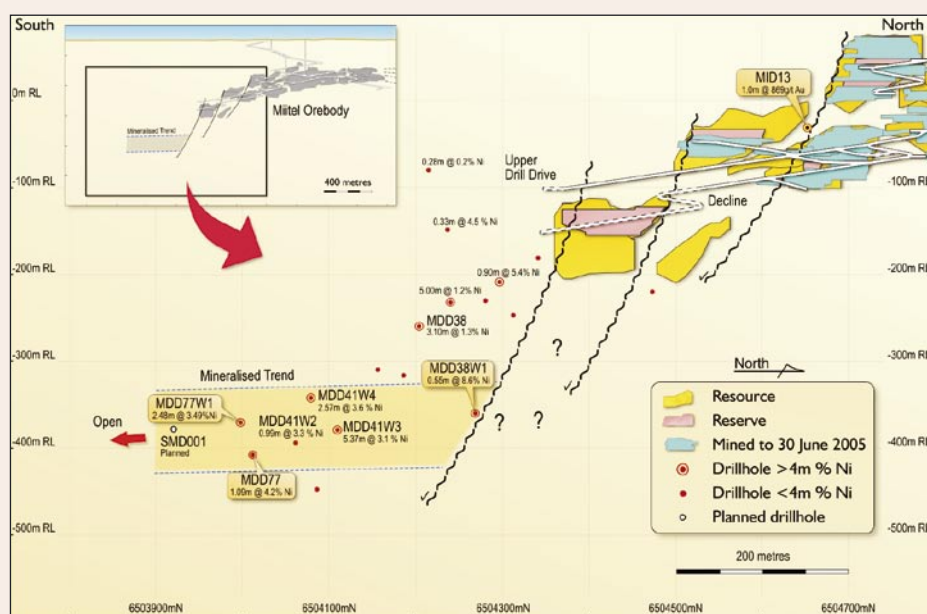 South
North
0m RL
-100m RL
-200m RL
-300m RL
-400m RL
-500m RL
Miitel Orebody
Mineralised Trend
400 metres
MID13
1.0m @ 869g/t Au
0.28m @ 0.2% Ni
Upper
Drill Drive
Decline
0.33m @ 4.5 % Ni
0.90m @ 5.4% Ni
5.00m @ 1.2% Ni
MDD38
3.10m @ 1.3% Ni
?
Mineralised Trend
MDD38W1
0.55m @ 8.6% Ni
MDD77W1
2.48m @ 3.49%Ni
MDD41W4
2.57m @ 3.6 % Ni
MDD41W2
0.99m @ 3.3 % Ni
MDD41W3
5.37m @ 3.1 % Ni
Open
SMD001
Planned
MDD77
1.09m @ 4.2% Ni
? ?
North
Resource
Reserve
Mined to 30 June 2005
Drillhole >4m % Ni
Drillhole <4m % Ni
Planned drillhole
200 metres
-100m RL
-200m RL
-300m RL
-400m RL
-500m RL
6503900mN
6504100mN
6504300mN
6504500mN
6504700mN